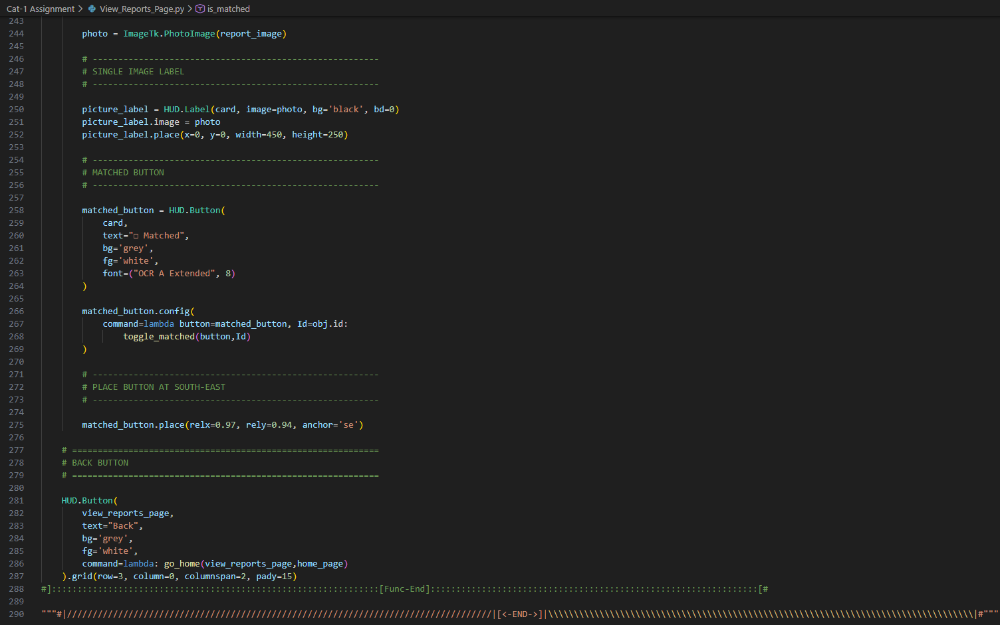 Cat-1 Assignment > View_Reports_Page.py > is_matched
243
244 photo = ImageTk.PhotoImage(report_image)
245
246 # --------------------------------------------------------
247 # SINGLE IMAGE LABEL
248 # --------------------------------------------------------
249
250 picture_label = HUD.Label(card, image=photo, bg='black', bd=0)
251 picture_label.image = photo
252 picture_label.place(x=0, y=0, width=450, height=250)
253
254 # --------------------------------------------------------
255 # MATCHED BUTTON
256 # --------------------------------------------------------
257
258 matched_button = HUD.Button(
259 card,
260 text="□ Matched",
261 bg='grey',
262 fg='white',
263 font=("OCR A Extended", 8)
264 )
265
266 matched_button.config(
267 command=lambda button=matched_button, Id=obj.id:
268 toggle_matched(button,Id)
269 )
270
271 # --------------------------------------------------------
272 # PLACE BUTTON AT SOUTH-EAST
273 # --------------------------------------------------------
274
275 matched_button.place(relx=0.97, rely=0.94, anchor='se')
276
277 # ============================================================
278 # BACK BUTTON
279 # ============================================================
280
281 HUD.Button(
282 view_reports_page,
283 text="Back",
284 bg='grey',
285 fg='white',
286 command=lambda: go_home(view_reports_page,home_page)
287 ).grid(row=3, column=0, columnspan=2, pady=15)
288 #]::::::::::::::::::::::::::::::::::::::::::::::::::::::::::::::::[Func-End]::::::::::::::::::::::::::::::::::::::::::::::::::::::::::::::::[#
289
290 """#|///////////////////////////////////////////////////////////////////////////////////|[<-END->]|\\\\\\\\\\\\\\\\\\\\\\\\\\\\\\\\\\\\\\\\\\\\\\\\\\\\\\\\\\\\\\\\\\\\\\\\\\\\\\\\\\\|#"""